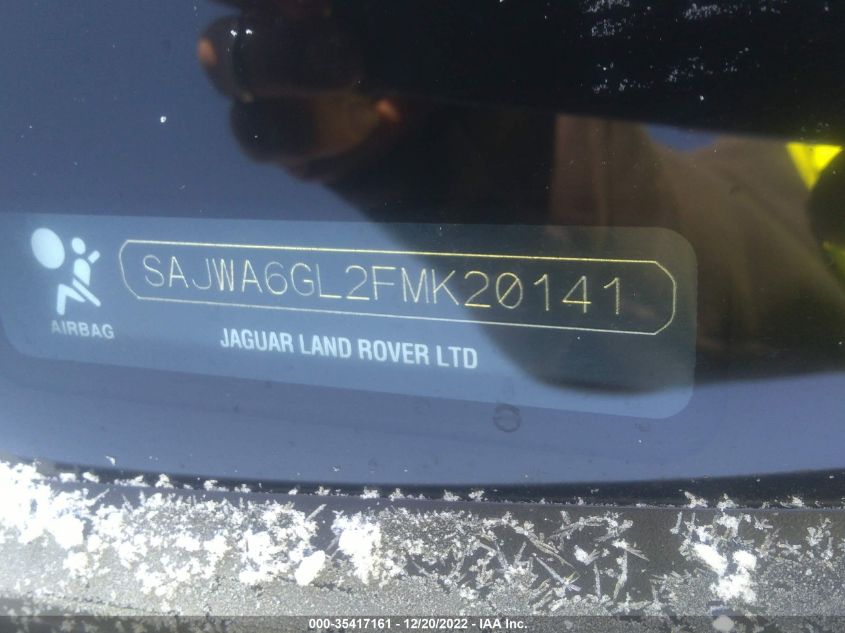 SAJWA6GL2FMK20141
AIRBAG
JAGUAR LAND ROVER LTD
000-35417161 - 12/20/2022 - IAA Inc.